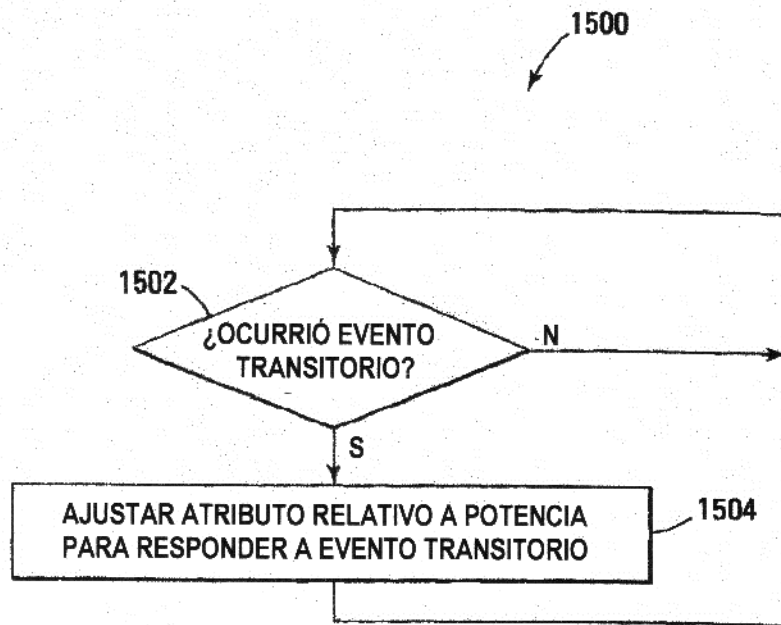 1500
1502
¿OCURRIÓ EVENTO
TRANSITORIO?
N
S
AJUSTAR ATRIBUTO RELATIVO A POTENCIA
PARA RESPONDER A EVENTO TRANSITORIO
1504